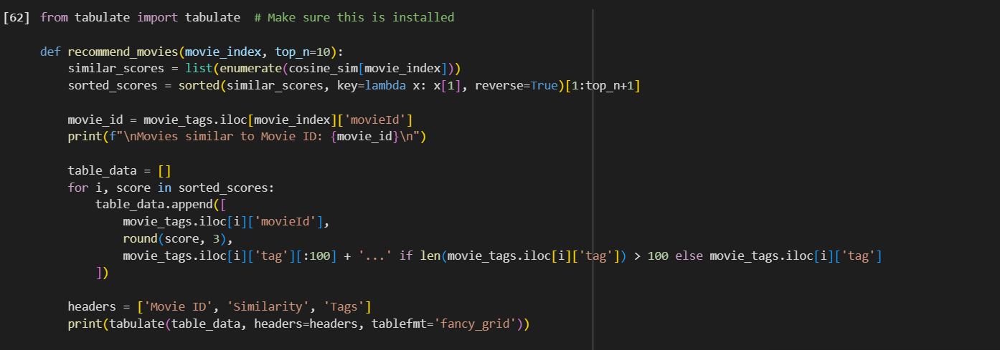 [62] from tabulate import tabulate  # Make sure this is installed
def recommend_movies(movie_index, top_n=10):
    similar_scores = list(enumerate(cosine_sim[movie_index]))
    sorted_scores = sorted(similar_scores, key=lambda x: x[1], reverse=True)[1:top_n+1]
    movie_id = movie_tags.iloc[movie_index]['movieId']
    print(f"\nMovies similar to Movie ID: {movie_id}\n")
    table_data = []
    for i, score in sorted_scores:
        table_data.append([
            movie_tags.iloc[i]['movieId'],
            round(score, 3),
            movie_tags.iloc[i]['tag'][:100] + '...' if len(movie_tags.iloc[i]['tag']) > 100 else movie_tags.iloc[i]['tag']
        ])
    headers = ['Movie ID', 'Similarity', 'Tags']
    print(tabulate(table_data, headers=headers, tablefmt='fancy_grid'))